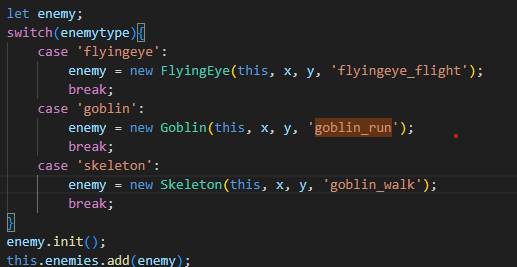 let enemy;
switch(enemytype){
    case 'flyingeye':
        enemy = new FlyingEye(this, x, y, 'flyingeye_flight');
        break;
    case 'goblin':
        enemy = new Goblin(this, x, y, 'goblin_run');
        break;
    case 'skeleton':
        enemy = new Skeleton(this, x, y, 'goblin_walk');
        break;
}
enemy.init();
this.enemies.add(enemy);